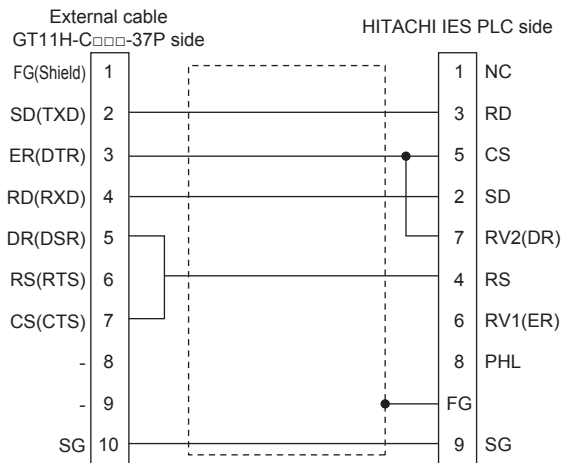 External cable
GT11H-C□□□-37P side
HITACHI IES PLC side
FG(Shield) 1 1 NC
SD(TXD) 2 3 RD
ER(DTR) 3 5 CS
RD(RXD) 4 2 SD
DR(DSR) 5 7 RV2(DR)
RS(RTS) 6 4 RS
CS(CTS) 7 6 RV1(ER)
- 8 8 PHL
- 9 FG
SG 10 9 SG